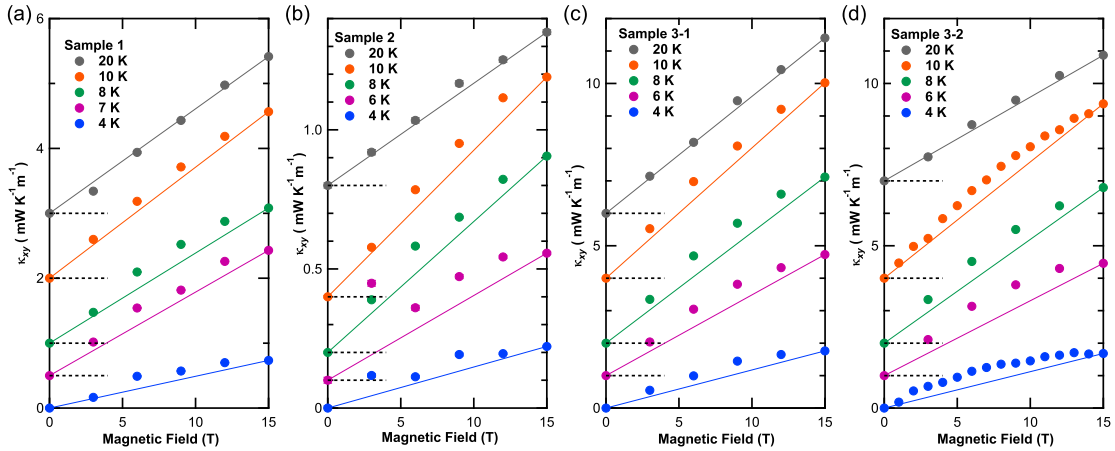 (a)
6
4
2
0
κxy ( mW K-1 m-1 )
Sample 1
20 K
10 K
8 K
7 K
4 K
0
5
10
15
Magnetic Field (T)
(b)
1.0
0.5
0
κxy ( mW K-1 m-1 )
Sample 2
20 K
10 K
8 K
6 K
4 K
0
5
10
15
Magnetic Field (T)
(c)
10
5
0
κxy ( mW K-1 m-1 )
Sample 3-1
20 K
10 K
8 K
6 K
4 K
0
5
10
15
Magnetic Field (T)
(d)
10
5
0
κxy ( mW K-1 m-1 )
Sample 3-2
20 K
10 K
8 K
6 K
4 K
0
5
10
15
Magnetic Field (T)